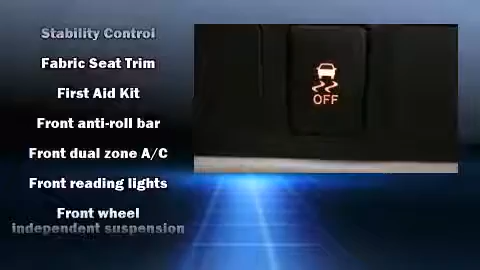 Stability Control
Fabric Seat Trim
First Aid Kit
Front anti-roll bar
Front dual zone A/C
Front reading lights
Front wheel
independent suspension
OFF